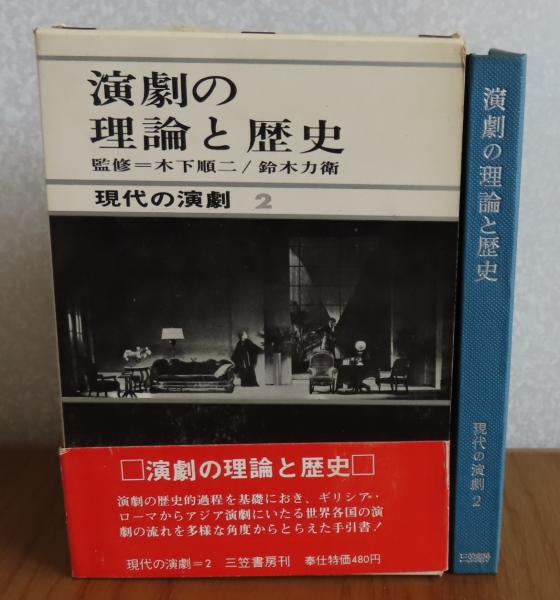 演劇の
理論と歴史
監修＝木下順二/鈴木力衛
現代の演劇 2
□演劇の理論と歴史□
演劇の歴史的過程を基礎におき、ギリシア・
ローマからアジア演劇にいたる世界各国の演
劇の流れを多様な角度からとらえた手引書！
現代の演劇＝2 三笠書房刊 奉仕特価480円
演劇の理論と歴史
現代の演劇2
三笠書房